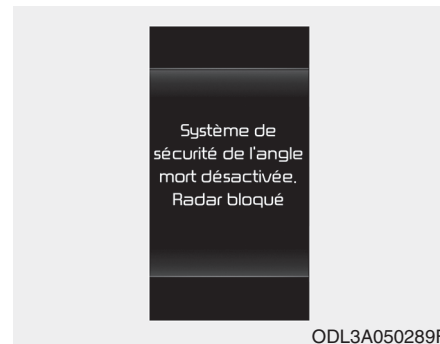 Système de
sécurité de l'angle
mort désactivée.
Radar bloqué
ODL3A050289F